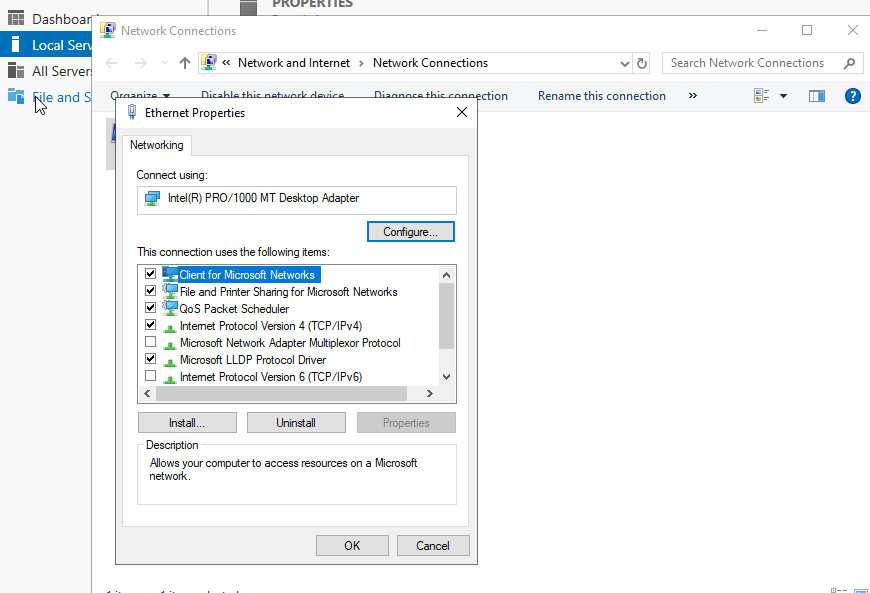 PROPERTIES
Dashboar
Local Serv
All Servers
File and S
Network Connections
« Network and Internet > Network Connections
Search Network Connections
Organize
Disable this network device
Diagnose this connection
Rename this connection
»
Ethernet Properties
Networking
Connect using:
Intel(R) PRO/1000 MT Desktop Adapter
Configure...
This connection uses the following items:
Client for Microsoft Networks
File and Printer Sharing for Microsoft Networks
QoS Packet Scheduler
Internet Protocol Version 4 (TCP/IPv4)
Microsoft Network Adapter Multiplexor Protocol
Microsoft LLDP Protocol Driver
Internet Protocol Version 6 (TCP/IPv6)
Install...
Uninstall
Properties
Description
Allows your computer to access resources on a Microsoft
network.
OK
Cancel